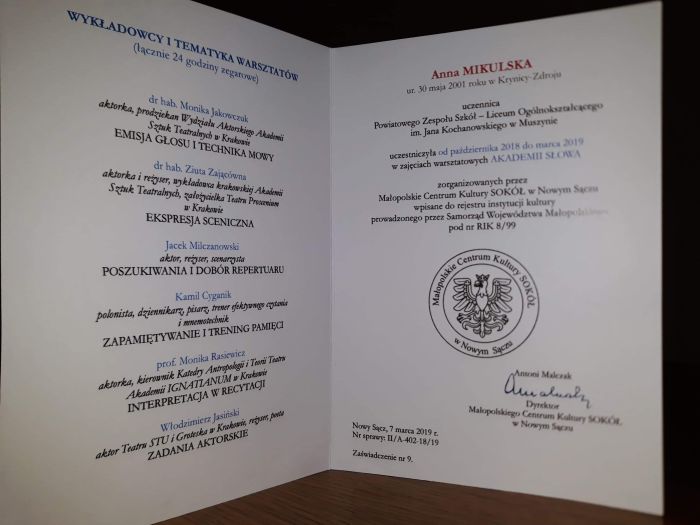 WYKŁADOWCY I TEMATYKA WARSZTATÓW
(łącznie 24 godziny zegarowe)
dr hab. Monika Jakowczuk
aktorka, prodziekan Wydziału Aktorskiego Akademii
Sztuk Teatralnych w Krakowie
EMISJA GŁOSU I TECHNIKA MOWY
dr hab. Ziuta Zającówna
aktorka i reżyser, wykładowca krakowskiej Akademii
Sztuk Teatralnych, założycielka Teatru Proscenium
w Krakowie
EKSPRESJA SCENICZNA
Jacek Milczanowski
aktor, reżyser, scenarzysta
POSZUKIWANIA I DOBÓR REPERTUARU
Kamil Cyganik
polonista, dziennikarz, pisarz, trener efektywnego czytania
i mnemotechnik
ZAPAMIĘTYWANIE I TRENING PAMIĘCI
prof. Monika Rasiewicz
aktorka, kierownik Katedry Antropologii i Teorii Teatru
Akademii IGNATIANUM w Krakowie
INTERPRETACJA W RECYTACJI
Włodzimierz Jasiński
aktor Teatru STU i Groteska w Krakowie, reżyser, poeta
ZADANIA AKTORSKIE
Anna MIKULSKA
ur. 30 maja 2001 roku w Krynicy-Zdroju
uczennica
Powiatowego Zespołu Szkół – Liceum Ogólnokształcącego
im. Jana Kochanowskiego w Muszynie
uczestniczyła od października 2018 do marca 2019
w zajęciach warsztatowych AKADEMII SŁOWA
zorganizowanych przez
Małopolskie Centrum Kultury SOKÓŁ w Nowym Sączu
wpisane do rejestru instytucji kultury
prowadzonego przez Samorząd Województwa Małopolskiego
pod nr RIK 8/99
Małopolskie Centrum Kultury SOKÓŁ
w Nowym Sączu
Antoni Malczak
Dyrektor
Małopolskiego Centrum Kultury SOKÓŁ
w Nowym Sączu
Nowy Sącz, 7 marca 2019 r.
Nr sprawy: II/A-402-18/19
Zaświadczenie nr 9.